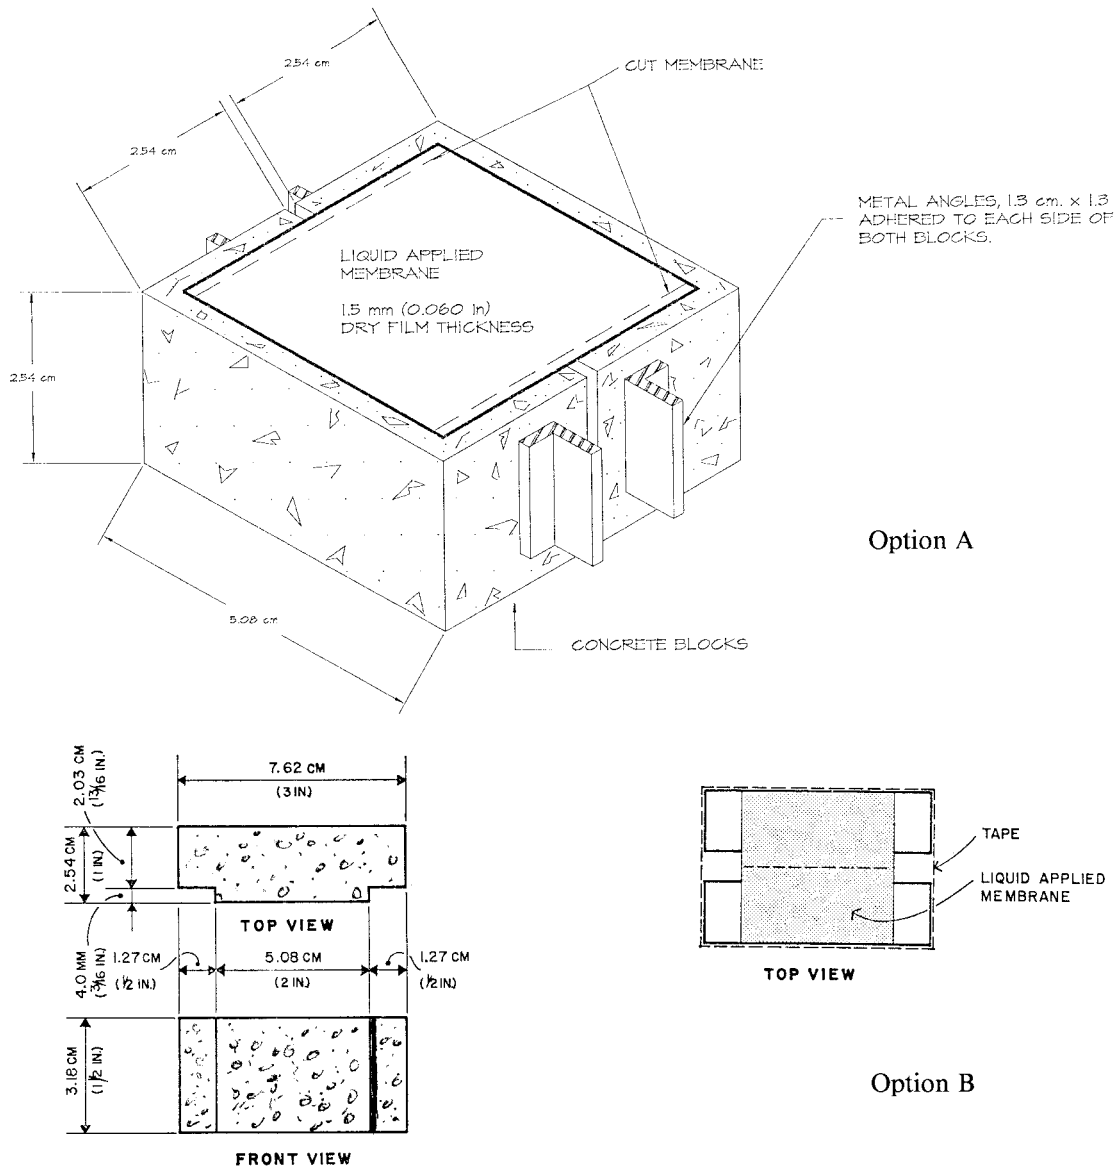 2.54 cm
CUT MEMBRANE
2.54 cm
METAL ANGLES, 1.3 cm. x 1.3
ADHERED TO EACH SIDE OF
BOTH BLOCKS.
LIQUID APPLIED
MEMBRANE
1.5 mm (0.060 in)
DRY FILM THICKNESS
2.54 cm
Option A
5.08 cm
CONCRETE BLOCKS
2.03 CM
(13/16 IN.)
7.62 CM
(3 IN)
2.54 CM
(1 IN.)
TOP VIEW
4.0 MM
(3/16 IN.)
1.27 CM
(1/2 IN.)
5.08 CM
(2 IN.)
1.27 CM
(1/2 IN.)
3.18 CM
(1 1/2 IN.)
FRONT VIEW
TAPE
LIQUID APPLIED
MEMBRANE
TOP VIEW
Option B